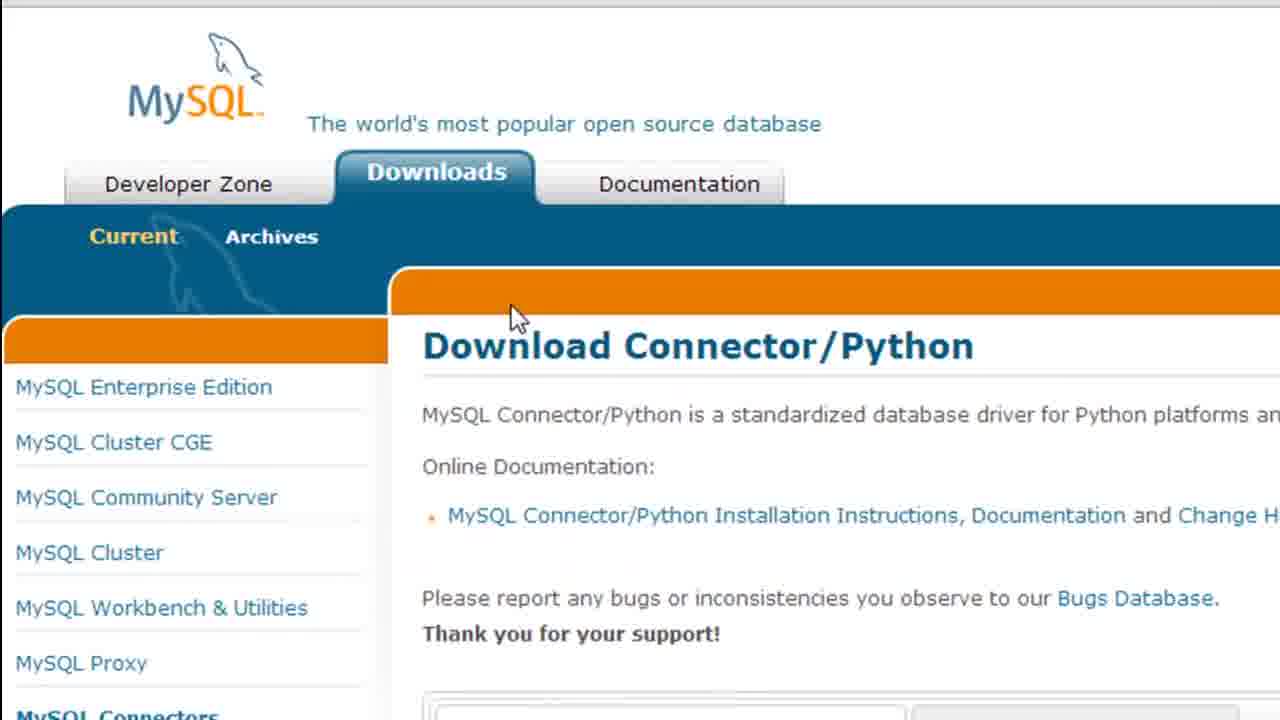 MySQL
The world's most popular open source database
Developer Zone
Downloads
Documentation
Current
Archives
Download Connector/Python
MySQL Enterprise Edition
MySQL Connector/Python is a standardized database driver for Python platforms
MySQL Cluster CGE
Online Documentation:
MySQL Community Server
MySQL Connector/Python Installation Instructions, Documentation and Change
MySQL Cluster
MySQL Workbench & Utilities
Please report any bugs or inconsistencies you observe to our Bugs Database.
Thank you for your support!
MySQL Proxy
MySQL Connectors